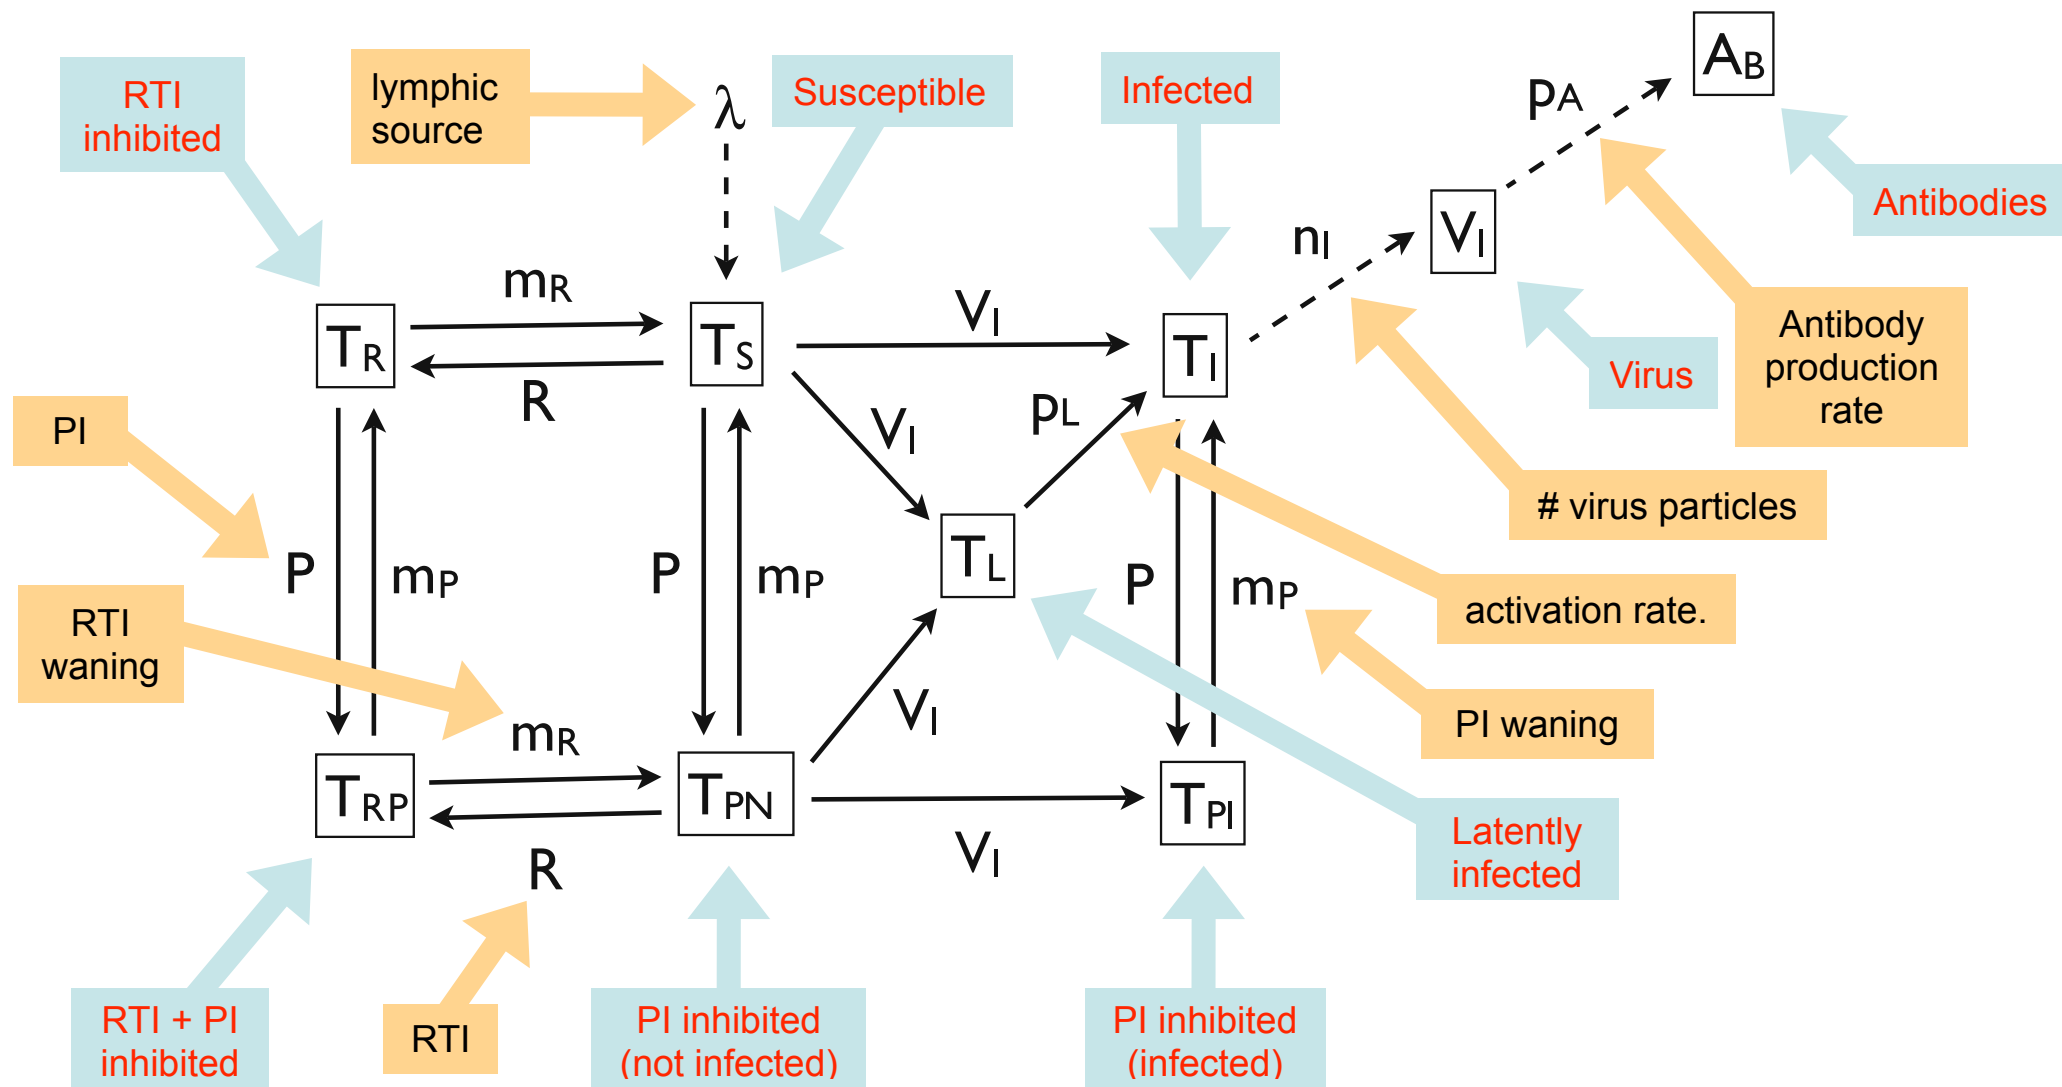 RTI
inhibited
lymphic
source
λ
Susceptible
Infected
pA
AB
Antibodies
nI
VI
Virus
Antibody
production
rate
mR
TR
R
TS
VI
TI
PI
VI
pL
# virus particles
P
mP
P
mP
TL
P
mP
activation rate.
RTI
waning
PI waning
mR
VI
TRP
TPN
TPI
R
VI
Latently
infected
RTI + PI
inhibited
RTI
PI inhibited
(not infected)
PI inhibited
(infected)